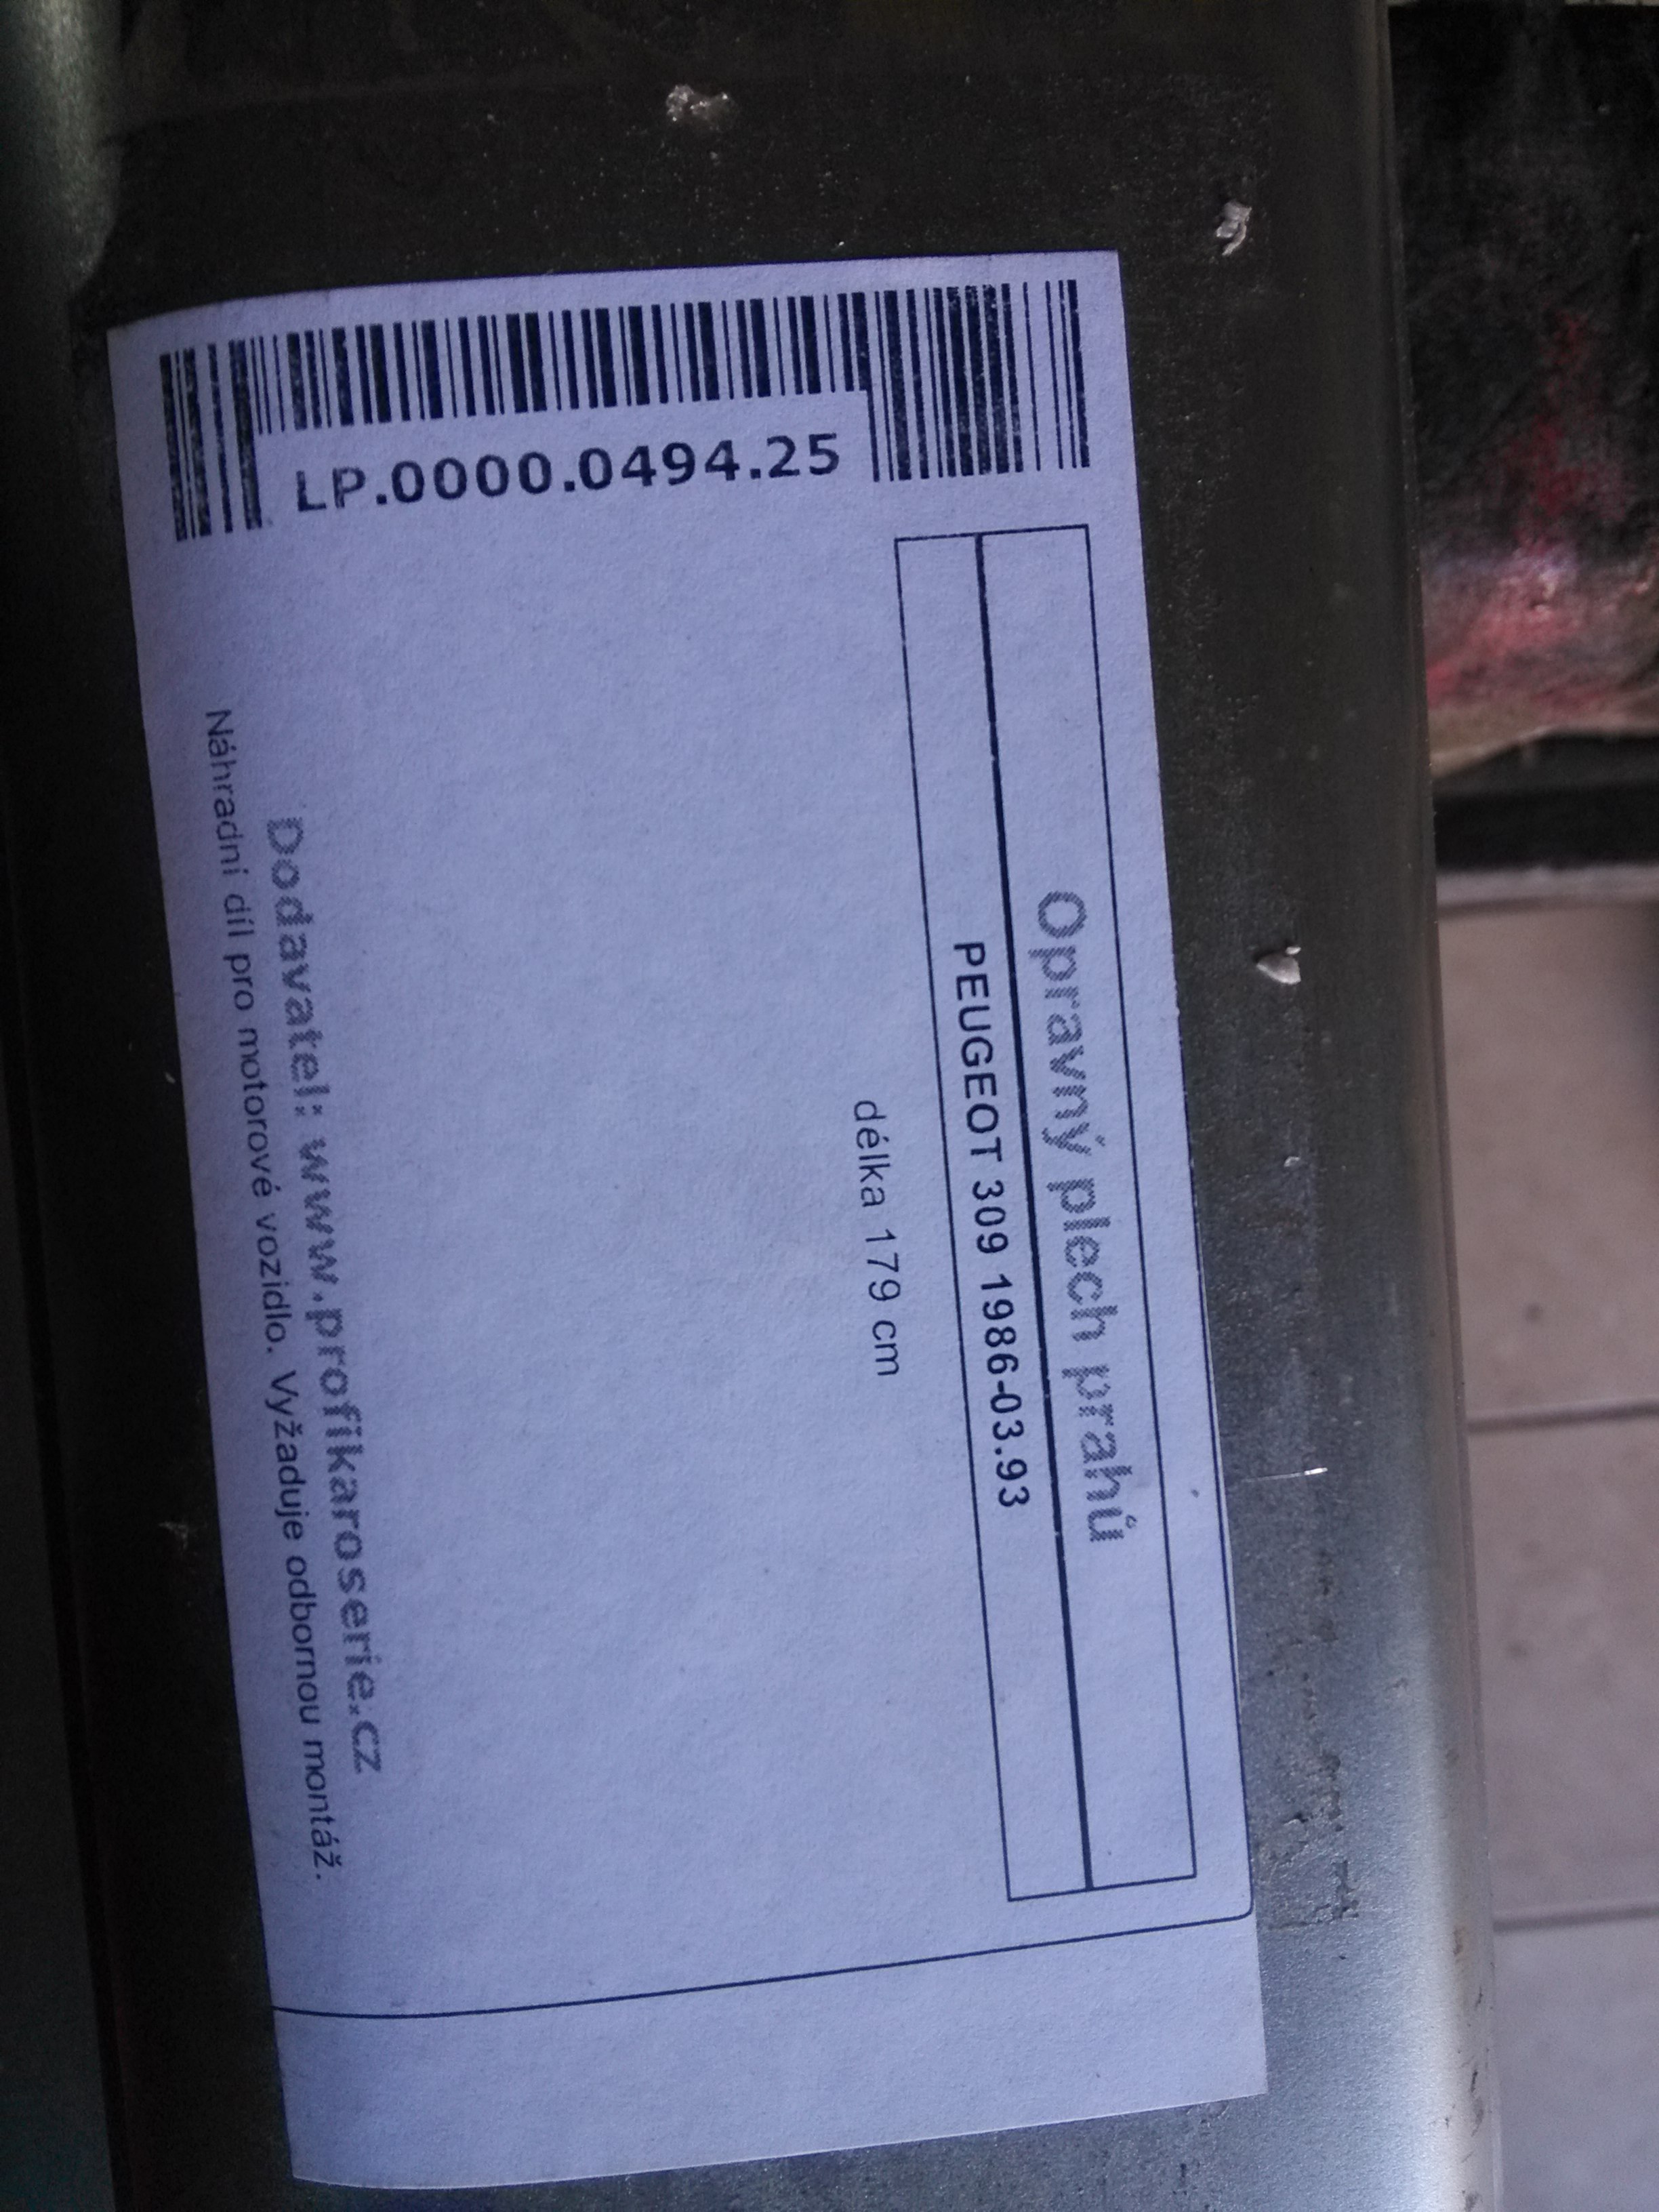 Opravný plech prahů
PEUGEOT 309 1986-03.93
délka 179 cm
Dodavatel: www.profikaroserie.cz
Náhradní díl pro motorové vozidlo. Vyžaduje odbornou montáž.
LP.0000.0494.25